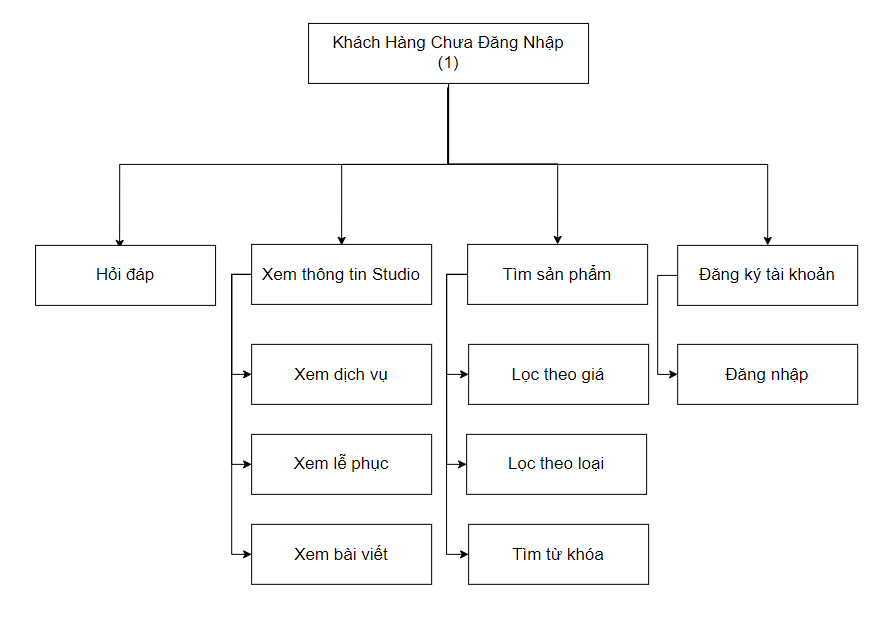 Khách Hàng Chưa Đăng Nhập
(1)
Hỏi đáp
Xem thông tin Studio
Tìm sản phẩm
Đăng ký tài khoản
Xem dịch vụ
Lọc theo giá
Đăng nhập
Xem lễ phục
Lọc theo loại
Xem bài viết
Tìm từ khóa